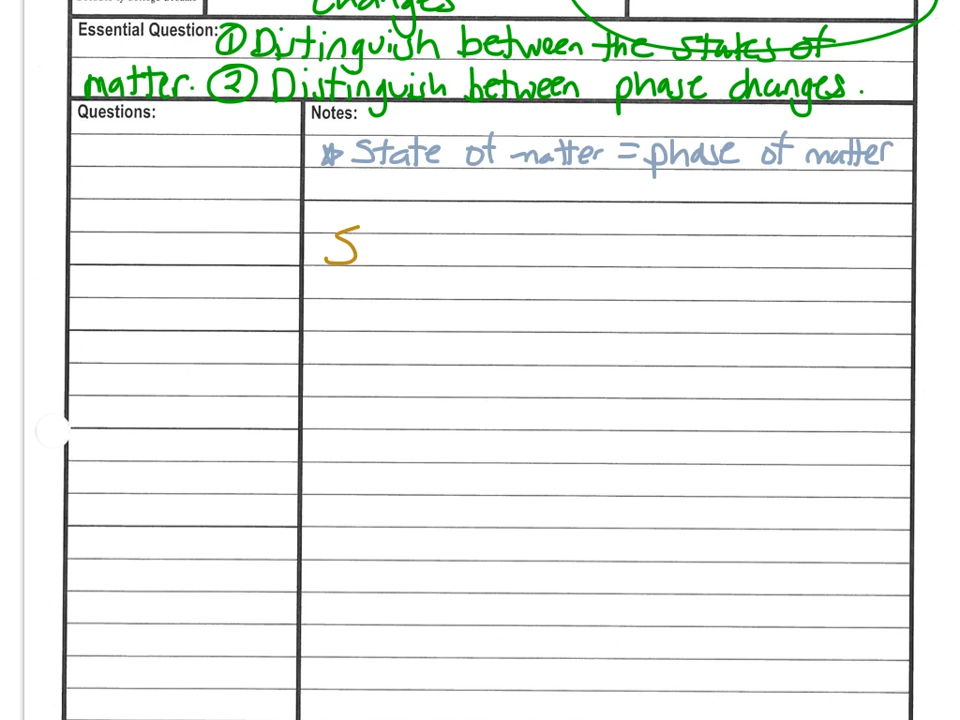 changes
Essential Question: ① Distinguish between the states of
matter. ② Distinguish between phase changes.
Questions:
Notes:
* State of matter = phase of matter
S